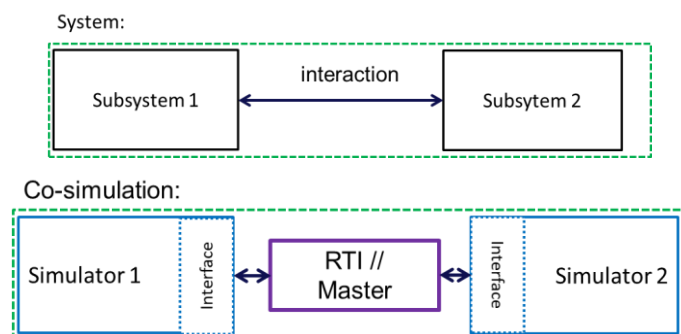 System:
Subsystem 1
interaction
Subsytem 2
Co-simulation:
Simulator 1
Interface
RTI //
Master
Interface
Simulator 2